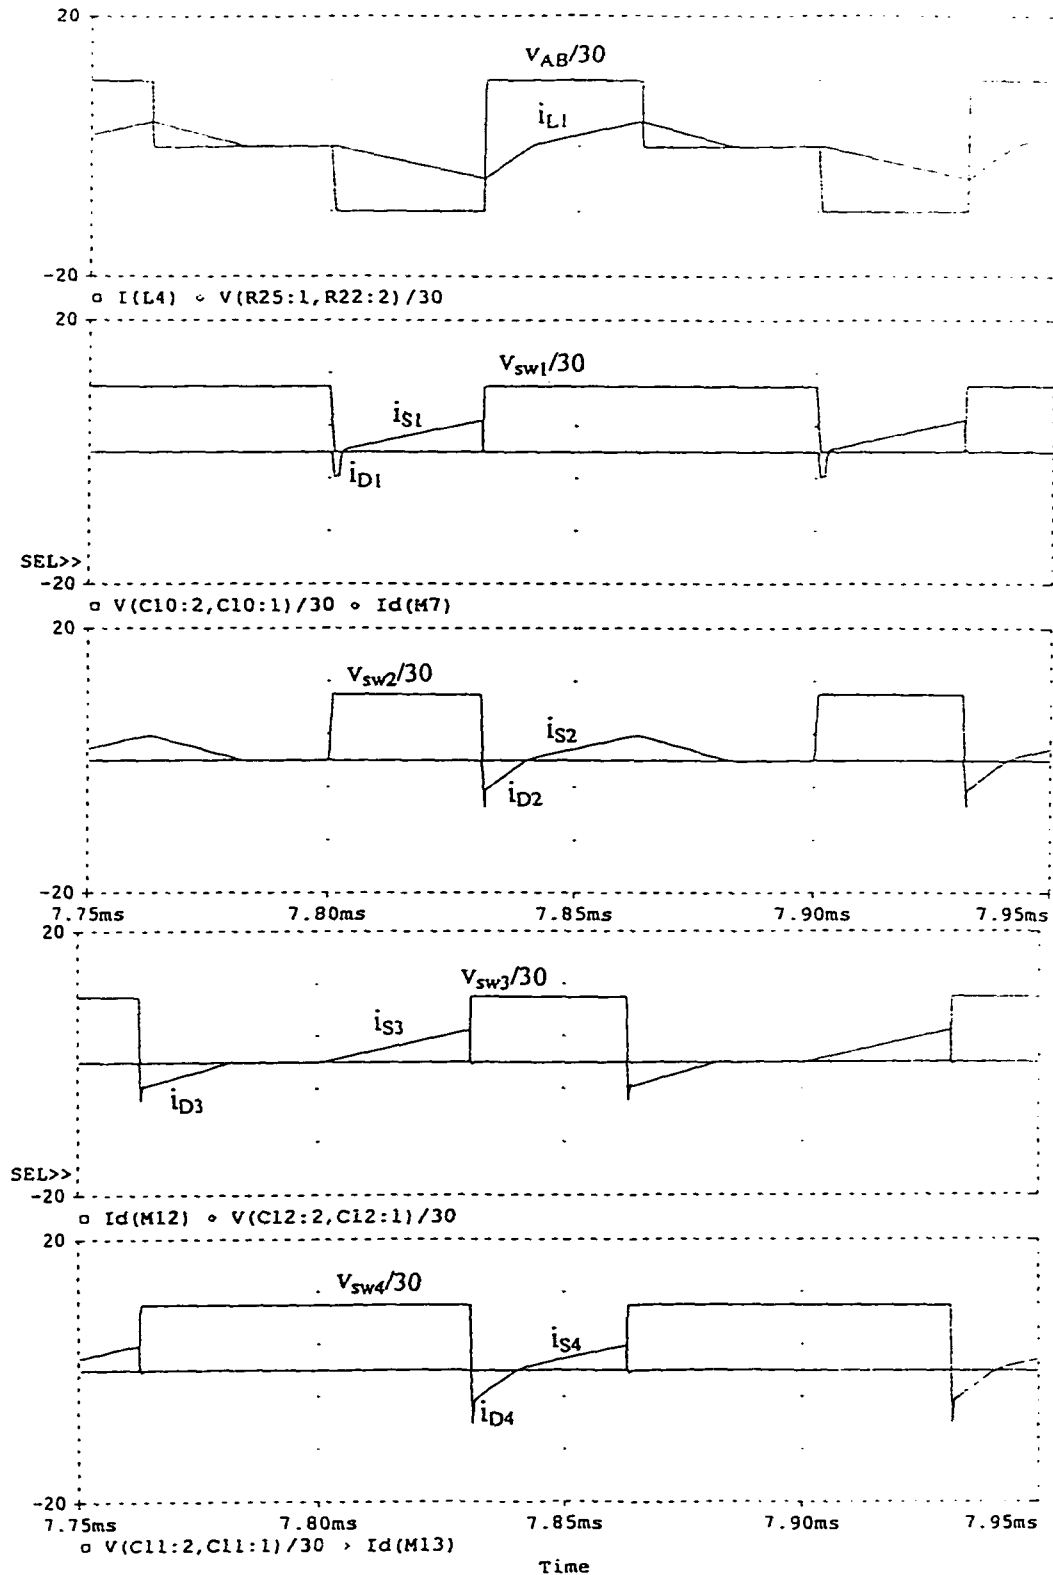 20
v_AB/30
i_L1
-20
□ I(L4) ⋄ V(R25:1,R22:2)/30
20
v_sw1/30
i_S1
i_D1
SEL>>
-20
□ V(C10:2,C10:1)/30 ⋄ Id(M7)
20
v_sw2/30
i_S2
i_D2
-20
7.75ms 7.80ms 7.85ms 7.90ms 7.95ms
20
v_sw3/30
i_S3
i_D3
SEL>>
-20
□ Id(M12) ⋄ V(C12:2,C12:1)/30
20
v_sw4/30
i_S4
i_D4
-20
7.75ms 7.80ms 7.85ms 7.90ms 7.95ms
□ V(C11:2,C11:1)/30 › Id(M13)
Time